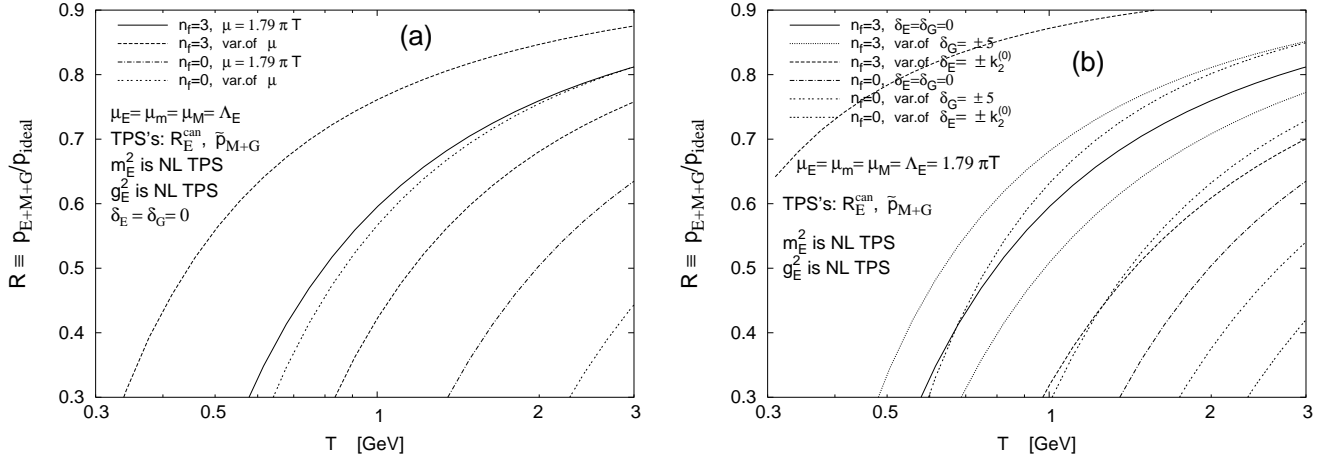 (a)
n_f=3, μ = 1.79 π T
n_f=3, var.of μ
n_f=0, μ = 1.79 π T
n_f=0, var.of μ
μ_E= μ_m= μ_M= Λ_E
TPS's: R_E^can, p̃_M+G
m_E^2 is NL TPS
g_E^2 is NL TPS
δ_E = δ_G= 0
R ≡ p_E+M+G/p_ideal
0.9
0.8
0.7
0.6
0.5
0.4
0.3
0.3 0.5 1 2 3
T [GeV]
(b)
n_f=3, δ_E=δ_G=0
n_f=3, var.of δ_G= ±5
n_f=3, var.of δ_E= ± k_2^(0)
n_f=0, δ_E=δ_G=0
n_f=0, var.of δ_G= ±5
n_f=0, var.of δ_E= ± k_2^(0)
μ_E= μ_m= μ_M= Λ_E= 1.79 πT
TPS's: R_E^can, p̃_M+G
m_E^2 is NL TPS
g_E^2 is NL TPS
R ≡ p_E+M+G/p_ideal
0.9
0.8
0.7
0.6
0.5
0.4
0.3
0.3 0.5 1 2 3
T [GeV]